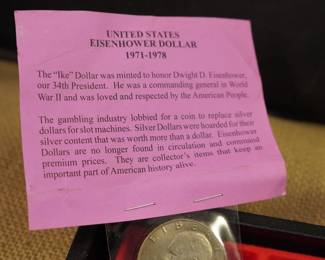 UNITED STATES
EISENHOWER DOLLAR
1971-1978
The "Ike" Dollar was minted to honor Dwight D. Eisenhower,
our 34th President. He was a commanding general in World
War II and was loved and respected by the American People.
The gambling industry lobbied for a coin to replace silver
dollars for slot machines. Silver Dollars were hoarded for their
silver content that was worth more than a dollar. Eisenhower
Dollars are no longer found in circulation and command
premium prices. They are collector's items that keep an
important part of American history alive.
LIBE